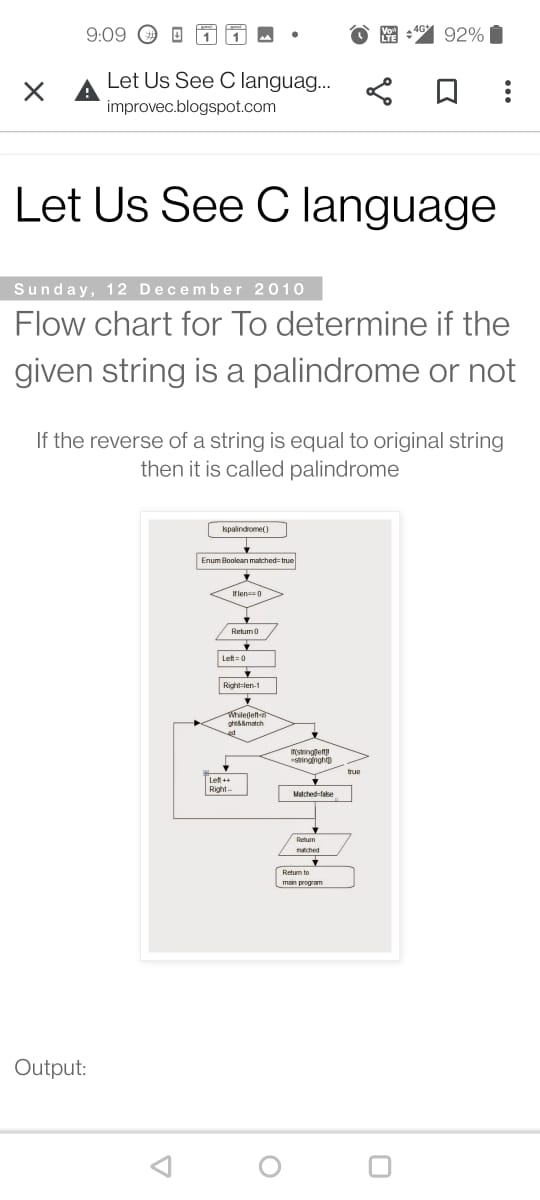 9:09
1
1
Vo))
LTE
4G+
92%
Let Us See C languag...
improvec.blogspot.com
Let Us See C language
Sunday, 12 December 2010
Flow chart for To determine if the
given string is a palindrome or not
If the reverse of a string is equal to original string
then it is called palindrome
Ispalindrome()
Enum Boolean matched=true
If len==0
Return 0
Left= 0
Right=len-1
ght&&match
ed
If(string[left]!
=string[right])
true
Left ++
Right--
Matched=false
Return
matched
Return to
main program
Output: